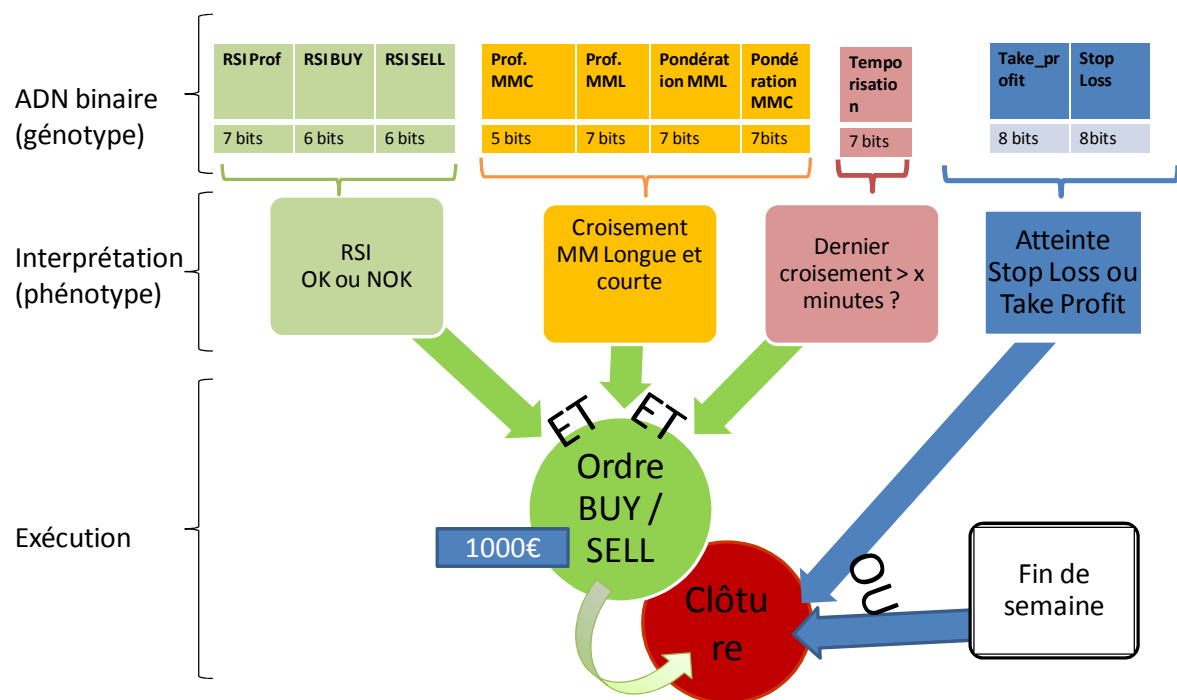 ADN binaire
(génotype)
RSI Prof
RSI BUY
RSI SELL
7 bits
6 bits
6 bits
Prof.
MMC
Prof.
MML
Pondérat
ion MML
Pondé
ration
MMC
5 bits
7 bits
7 bits
7bits
Tempo
risatio
n
7 bits
Take_pr
ofit
Stop
Loss
8 bits
8bits
Interprétation
(phénotype)
RSI
OK ou NOK
Croisement
MM Longue et
courte
Dernier
croisement > x
minutes ?
Atteinte
Stop Loss ou
Take Profit
Exécution
ET
ET
Ordre
BUY /
SELL
1000€
Clôtu
re
OU
Fin de
semaine